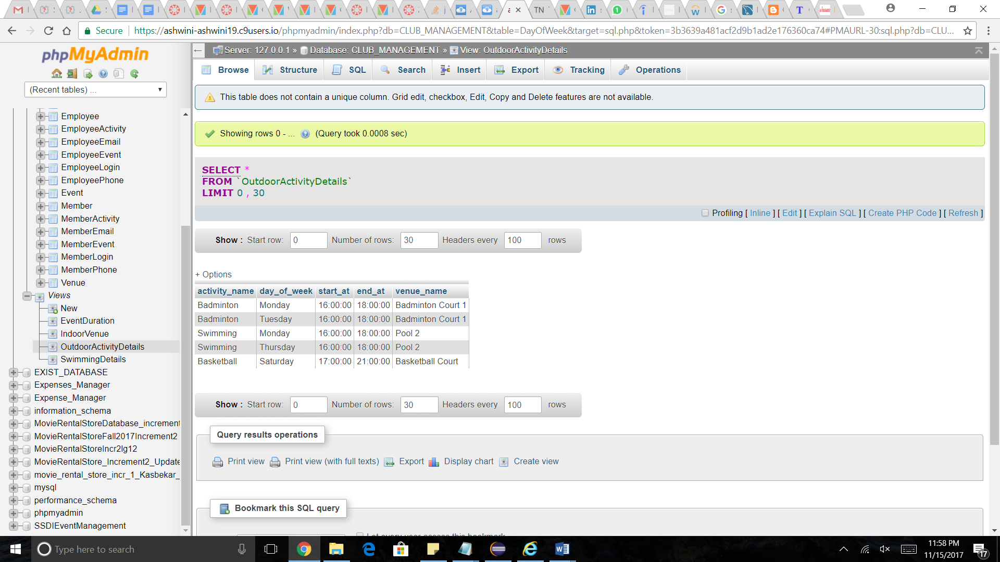 Secure
https://ashwini-ashwini19.c9users.io/phpmyadmin/index.php?db=CLUB_MANAGEMENT&table=DayOfWeek&target=sql.php&token=3b3639a481acf2d9b1ad2e176360ca74#PMAURL-30:sql.php?db=CLU...
phpMyAdmin
(Recent tables) ...
Employee
EmployeeActivity
EmployeeEmail
EmployeeEvent
EmployeeLogin
EmployeePhone
Event
Member
MemberActivity
MemberEmail
MemberEvent
MemberLogin
MemberPhone
Venue
Views
New
EventDuration
IndoorVenue
OutdoorActivityDetails
SwimmingDetails
EXIST_DATABASE
Expenses_Manager
Expense_Manager
information_schema
MovieRentalStoreDatabase_increment
MovieRentalStoreFall2017Increment2
MovieRentalStoreIncr2lg12
MovieRentalStore_Increment2_Update
movie_rental_store_incr_1_Kasbekar_
mysql
performance_schema
phpmyadmin
SSDIEventManagement
Server: 127.0.0.1 » Database: CLUB_MANAGEMENT » View: OutdoorActivityDetails
Browse Structure SQL Search Insert Export Tracking Operations
This table does not contain a unique column. Grid edit, checkbox, Edit, Copy and Delete features are not available.
Showing rows 0 - ... (Query took 0.0008 sec)
SELECT *
FROM `OutdoorActivityDetails`
LIMIT 0 , 30
Profiling [ Inline ] [ Edit ] [ Explain SQL ] [ Create PHP Code ] [ Refresh ]
Show : Start row: 0 Number of rows: 30 Headers every 100 rows
+ Options
activity_name day_of_week start_at end_at venue_name
Badminton Monday 16:00:00 18:00:00 Badminton Court 1
Badminton Tuesday 16:00:00 18:00:00 Badminton Court 1
Swimming Monday 16:00:00 18:00:00 Pool 2
Swimming Thursday 16:00:00 18:00:00 Pool 2
Basketball Saturday 17:00:00 21:00:00 Basketball Court
Show : Start row: 0 Number of rows: 30 Headers every 100 rows
Query results operations
Print view Print view (with full texts) Export Display chart Create view
Bookmark this SQL query
Let every user access this bookmark
Type here to search
11:58 PM
11/15/2017
17